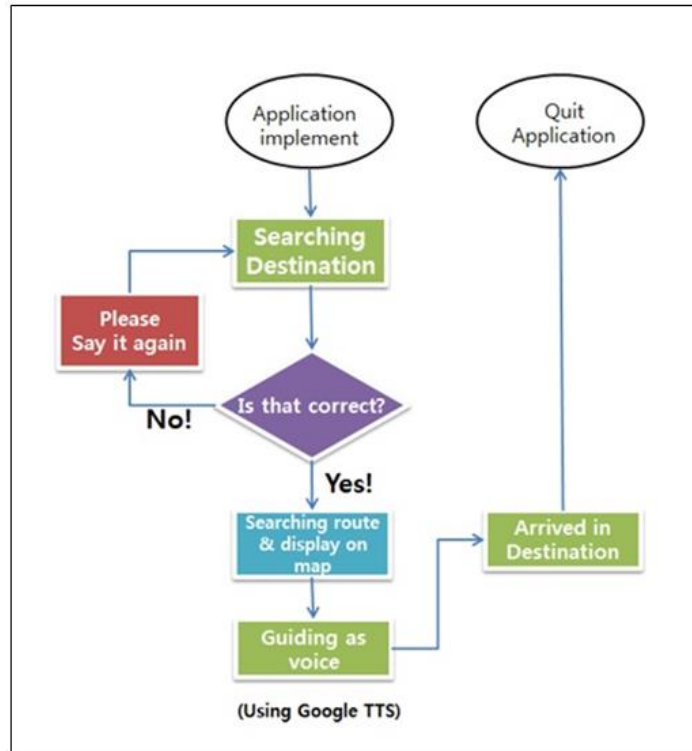 Application
implement
Quit
Application
Searching
Destination
Please
Say it again
Is that correct?
No!
Yes!
Searching route
& display on
map
Arrived in
Destination
Guiding as
voice
(Using Google TTS)